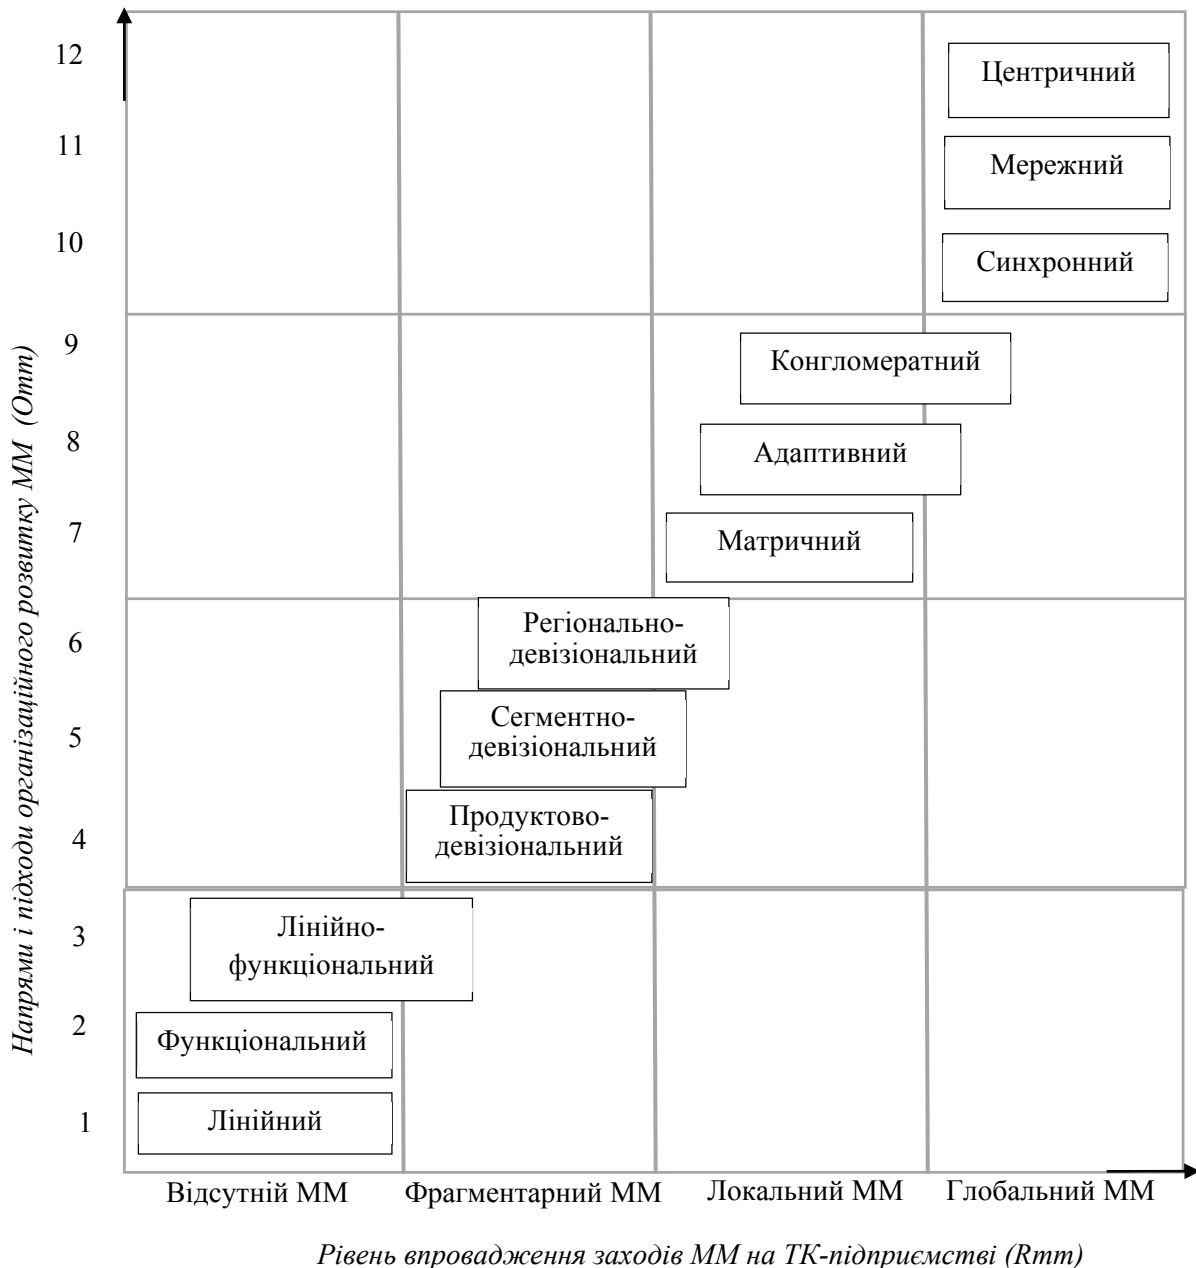 12
Центричний
11
Мережний
10
Синхронний
9
Конгломератний
8
Адаптивний
7
Матричний
6
Регіонально-
девізіональний
5
Сегментно-
девізіональний
4
Продуктово-
девізіональний
3
Лінійно-
функціональний
2
Функціональний
1
Лінійний
Напрями і підходи організаційного розвитку ММ (Omm)
Відсутній ММ Фрагментарний ММ Локальний ММ Глобальний ММ
Рівень впровадження заходів ММ на ТК-підприємстві (Rmm)